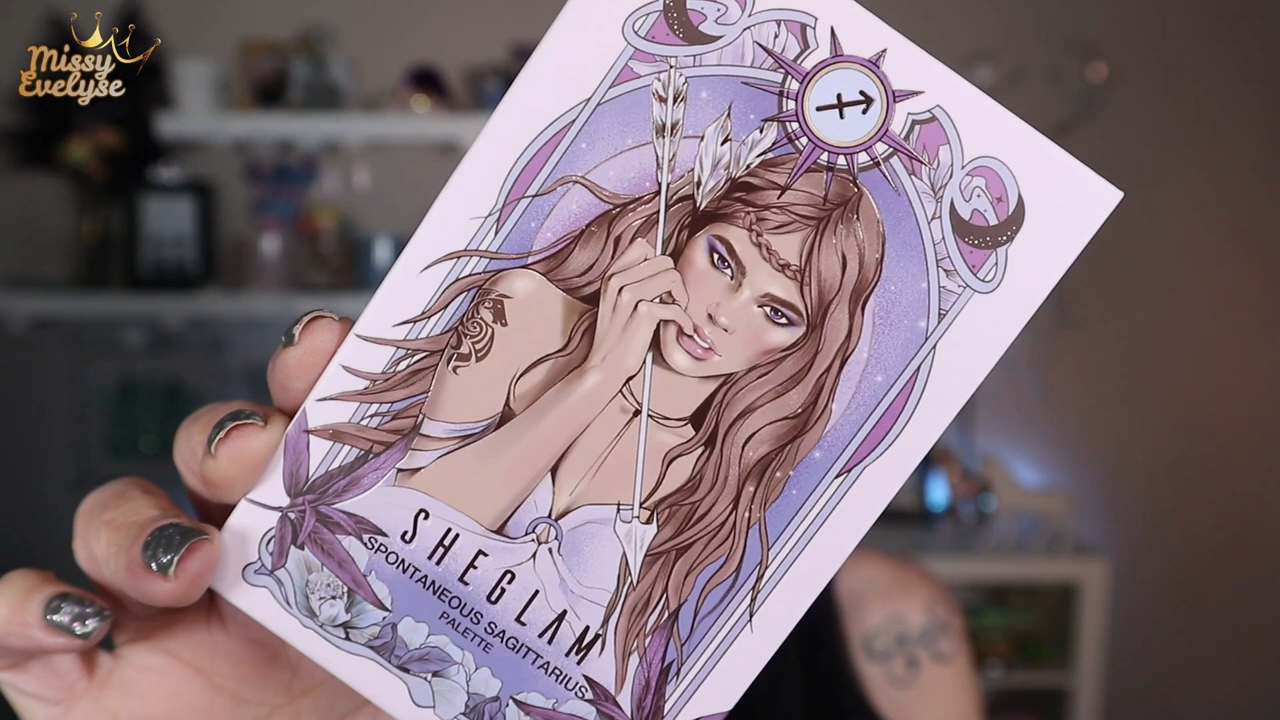 Missy
Evelyse
SHEGLAM
SPONTANEOUS SAGITTARIUS
PALETTE